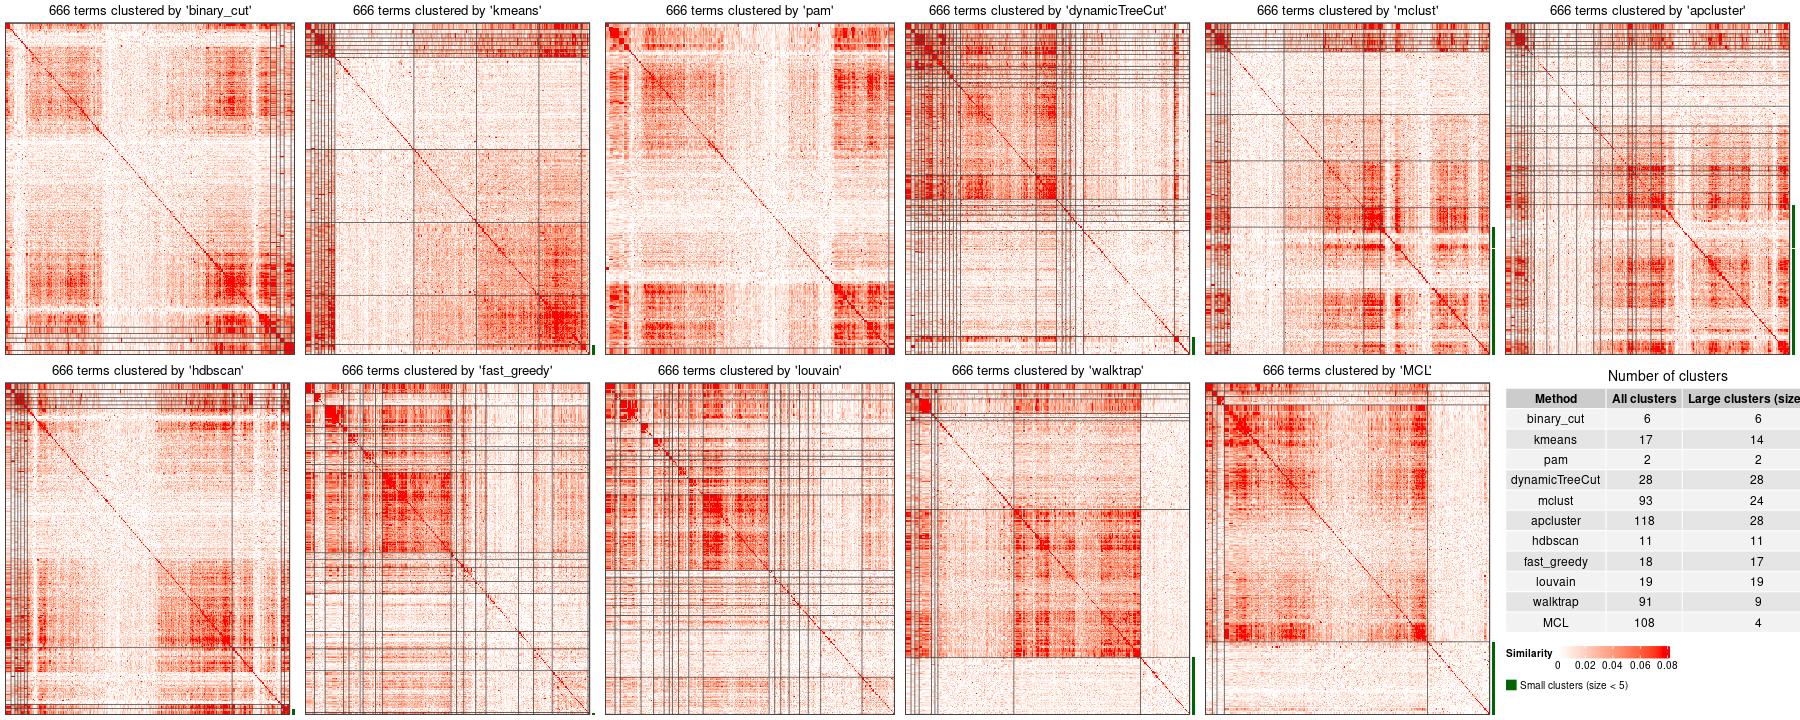 666 terms clustered by 'binary_cut'
666 terms clustered by 'kmeans'
666 terms clustered by 'pam'
666 terms clustered by 'dynamicTreeCut'
666 terms clustered by 'mclust'
666 terms clustered by 'apcluster'
666 terms clustered by 'hdbscan'
666 terms clustered by 'fast_greedy'
666 terms clustered by 'louvain'
666 terms clustered by 'walktrap'
666 terms clustered by 'MCL'
Number of clusters
Method All clusters Large clusters (size
binary_cut 6 6
kmeans 17 14
pam 2 2
dynamicTreeCut 28 28
mclust 93 24
apcluster 118 28
hdbscan 11 11
fast_greedy 18 17
louvain 19 19
walktrap 91 9
MCL 108 4
Similarity
0 0.02 0.04 0.06 0.08
Small clusters (size < 5)